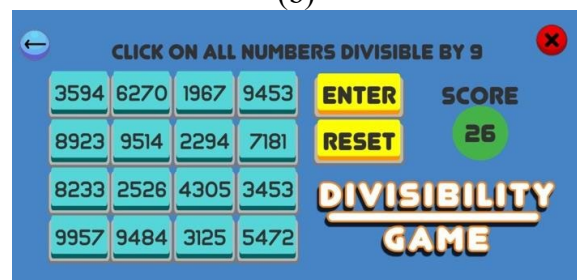 (b)
←
CLICK ON ALL NUMBERS DIVISIBLE BY 9
3594 6270 1967 9453
8923 9514 2294 7181
8233 2526 4305 3453
9957 9484 3125 5472
ENTER
RESET
SCORE
26
DIVISIBILITY
GAME